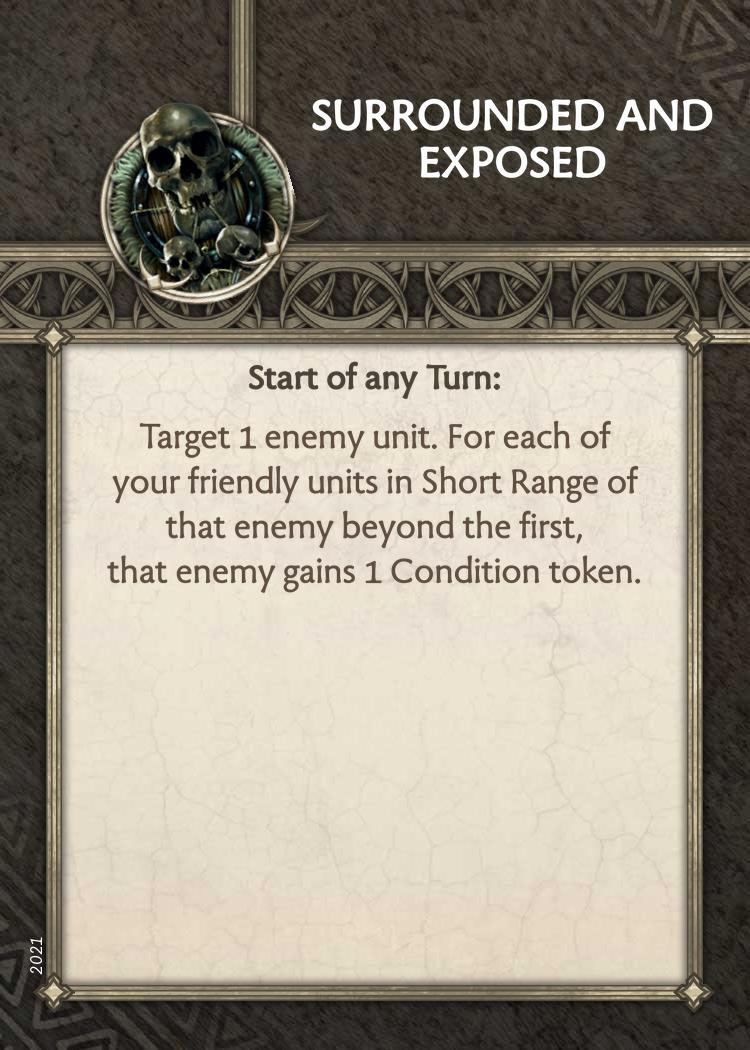 SURROUNDED AND
EXPOSED
Start of any Turn:
Target 1 enemy unit. For each of
your friendly units in Short Range of
that enemy beyond the first,
that enemy gains 1 Condition token.
2021